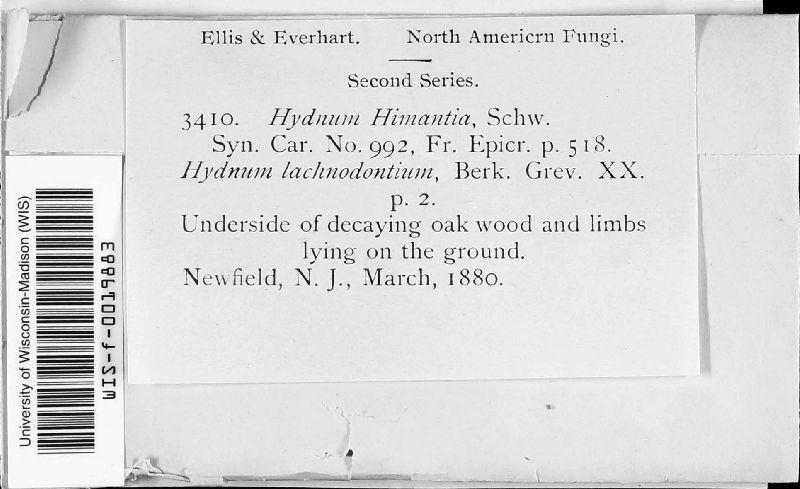 Ellis & Everhart. North Americrn Fungi.
Second Series.
3410. Hydnum Himantia, Schw.
Syn. Car. No. 992, Fr. Epicr. p. 518.
Hydnum lachnodontium, Berk. Grev. XX.
p. 2.
Underside of decaying oak wood and limbs
lying on the ground.
Newfield, N. J., March, 1880.
University of Wisconsin-Madison (WIS)
WIS-f-0019883